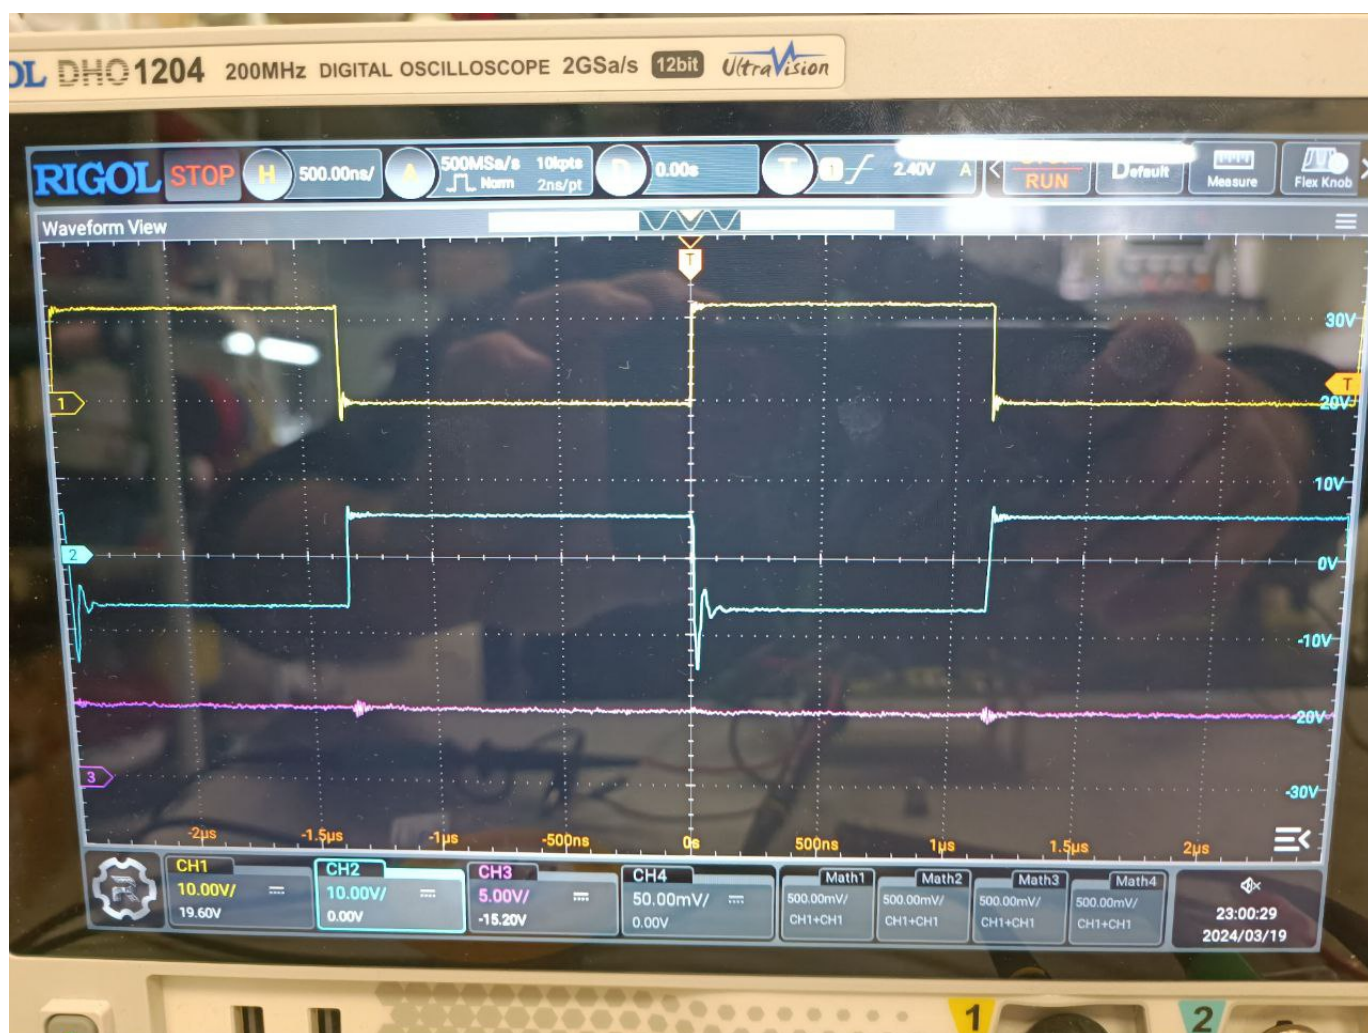 OL DHO1204 200MHz DIGITAL OSCILLOSCOPE 2GSa/s 12bit UltraVision
RIGOL STOP H 500.00ns/ A 500MSa/s 10kpts D 0.00s T 1 2.40V A Default Measure Flex Knob
Norm 2ns/pt RUN
Waveform View
T
30V
T
1 20V
10V
2 0V
-10V
-20V
3 -30V
-2µs -1.5µs -1µs -500ns 0s 500ns 1µs 1.5µs 2µs
CH1 CH2 CH3 CH4 Math1 Math2 Math3 Math4
10.00V/ 10.00V/ 5.00V/ 50.00mV/ 500.00mV/ 500.00mV/ 500.00mV/ 500.00mV/
19.60V 0.00V -15.20V 0.00V CH1+CH1 CH1+CH1 CH1+CH1 CH1+CH1
23:00:29
2024/03/19
1 2